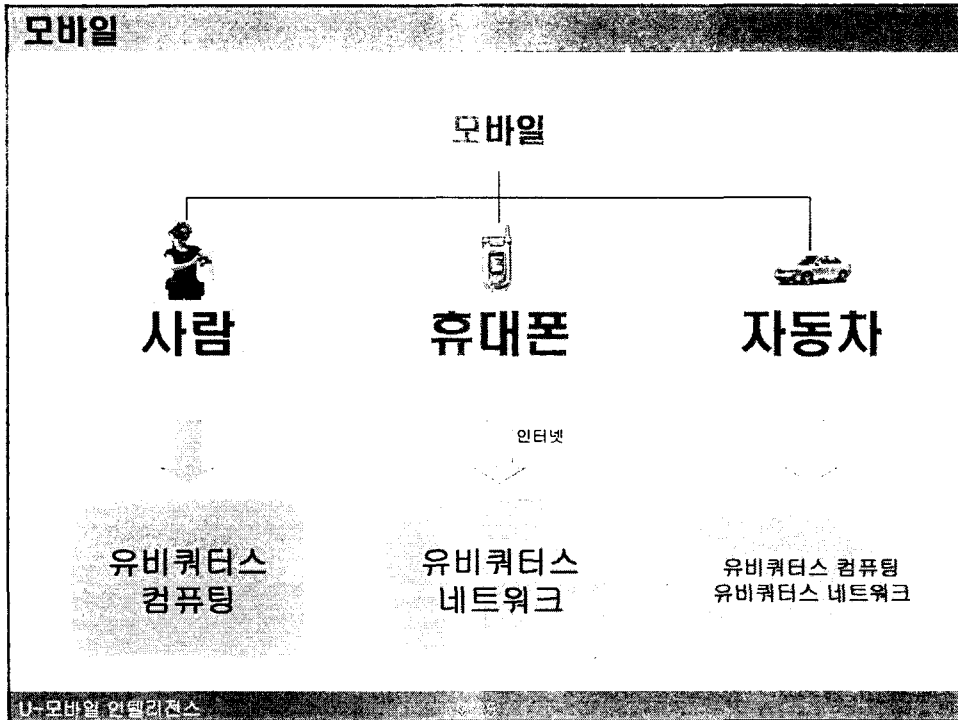 모바일
모바일
사람
휴대폰
자동차
인터넷
유비쿼터스
컴퓨팅
유비쿼터스
네트워크
유비쿼터스 컴퓨팅
유비쿼터스 네트워크
U-모바일 인텔리전스